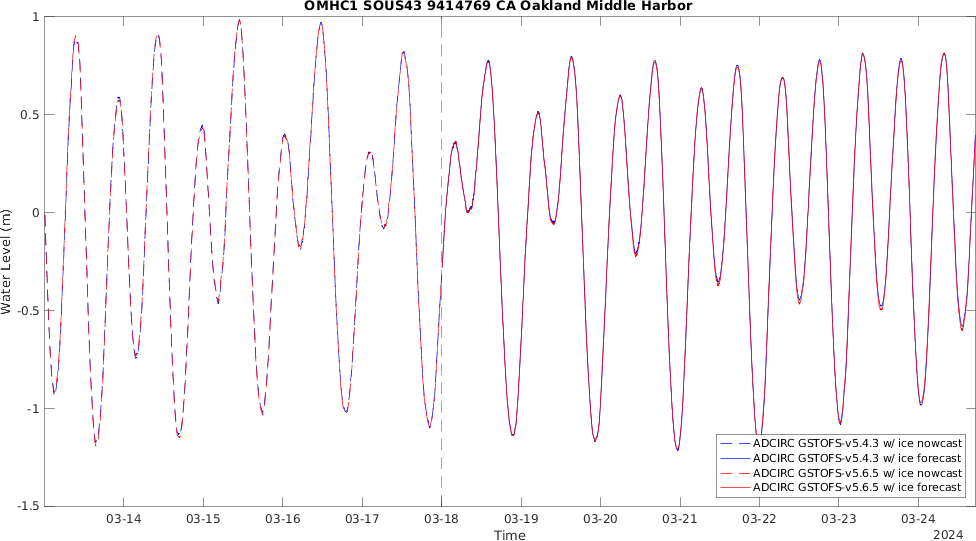 OMHC1 SOUS43 9414769 CA Oakland Middle Harbor
1
0.5
0
-0.5
-1
-1.5
Water Level (m)
ADCIRC GSTOFS-v5.4.3 w/ ice nowcast
ADCIRC GSTOFS-v5.4.3 w/ ice forecast
ADCIRC GSTOFS-v5.6.5 w/ ice nowcast
ADCIRC GSTOFS-v5.6.5 w/ ice forecast
03-14 03-15 03-16 03-17 03-18 03-19 03-20 03-21 03-22 03-23 03-24
Time
2024